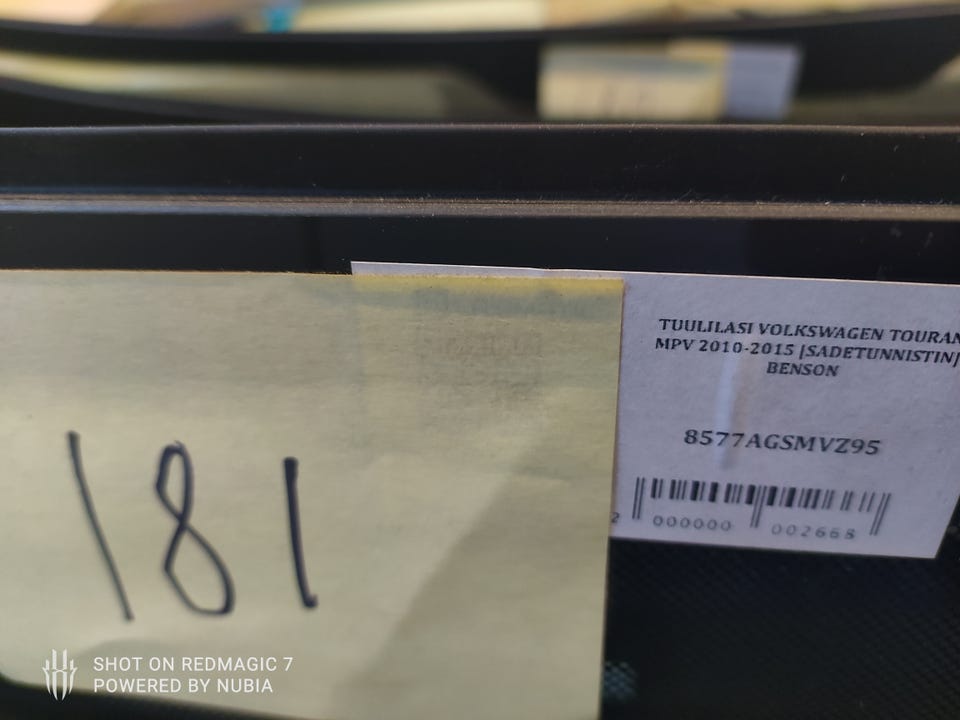 TUULILASI VOLKSWAGEN TOURAN
MPV 2010-2015 |SADETUNNISTIN|
BENSON
8577AGSMVZ95
2 000000 002668
181
SHOT ON REDMAGIC 7
POWERED BY NUBIA